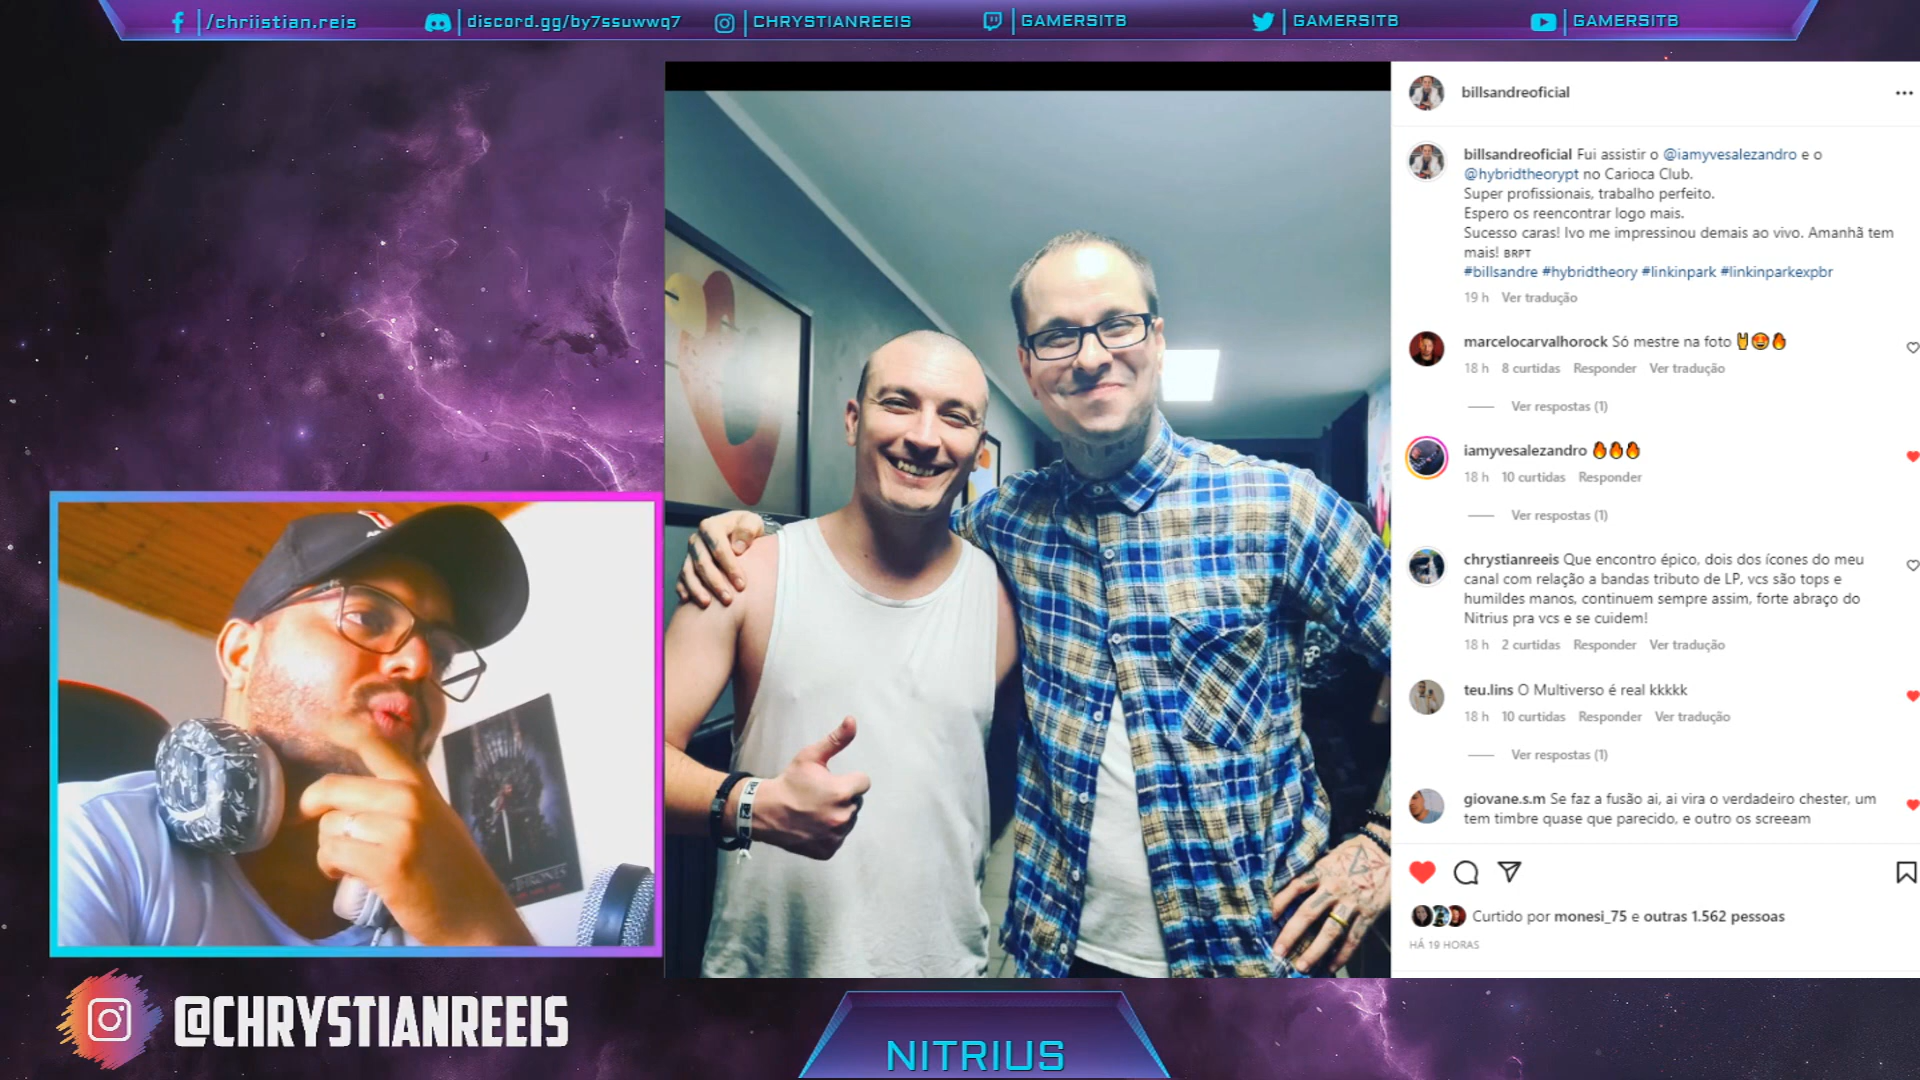 /chriistian.reis
discord.gg/by7ssuwwq7
CHRYSTIANREEIS
GAMERSITB
GAMERSITB
GAMERSITB
billsandreoficial
billsandreoficial Fui assistir o @iamyvesalezandro e o
@hybridtheorypt no Carioca Club.
Super profissionais, trabalho perfeito.
Espero os reencontrar logo mais.
Sucesso caras! Ivo me impressinou demais ao vivo. Amanhã tem
mais! BRPT
#billsandre #hybridtheory #linkinpark #linkinparkexpbr
19 h Ver tradução
marcelocarvalhorock Só mestre na foto 🤘😍🔥
18 h 8 curtidas Responder Ver tradução
Ver respostas (1)
iamyvesalezandro 🔥🔥🔥
18 h 10 curtidas Responder
Ver respostas (1)
chrystianreeis Que encontro épico, dois dos ícones do meu
canal com relação a bandas tributo de LP, vcs são tops e
humildes manos, continuem sempre assim, forte abraço do
Nitrius pra vcs e se cuidem!
18 h 2 curtidas Responder Ver tradução
teu.lins O Multiverso é real kkkkk
18 h 10 curtidas Responder Ver tradução
Ver respostas (1)
giovane.s.m Se faz a fusão ai, ai vira o verdadeiro chester, um
tem timbre quase que parecido, e outro os screeam
Curtido por monesi_75 e outras 1.562 pessoas
HÁ 19 HORAS
@CHRYSTIANREEIS
NITRIUS